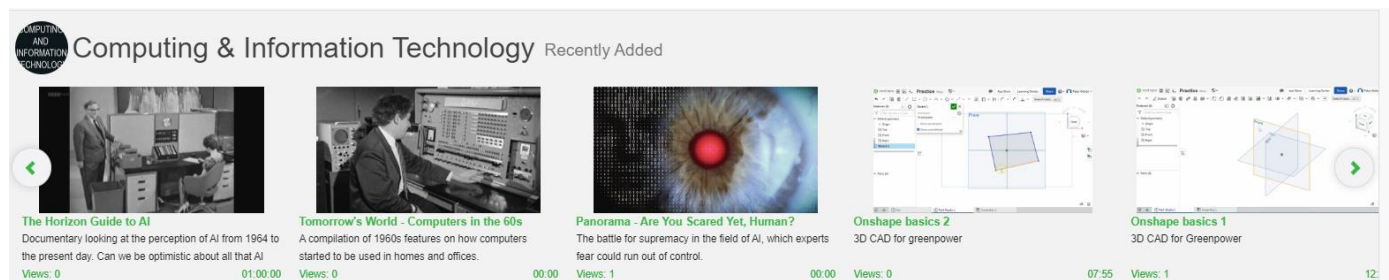 COMPUTING
AND
INFORMATION
TECHNOLOGY
Computing & Information Technology Recently Added
The Horizon Guide to AI
Documentary looking at the perception of AI from 1964 to
the present day. Can we be optimistic about all that AI
Views: 0 01:00:00
Tomorrow's World - Computers in the 60s
A compilation of 1960s features on how computers
started to be used in homes and offices.
Views: 0 00:00
Panorama - Are You Scared Yet, Human?
The battle for supremacy in the field of AI, which experts
fear could run out of control.
Views: 1 00:00
Practice
Onshape basics 2
3D CAD for greenpower
Views: 0 07:55
Practice
Onshape basics 1
3D CAD for Greenpower
Views: 1 12: